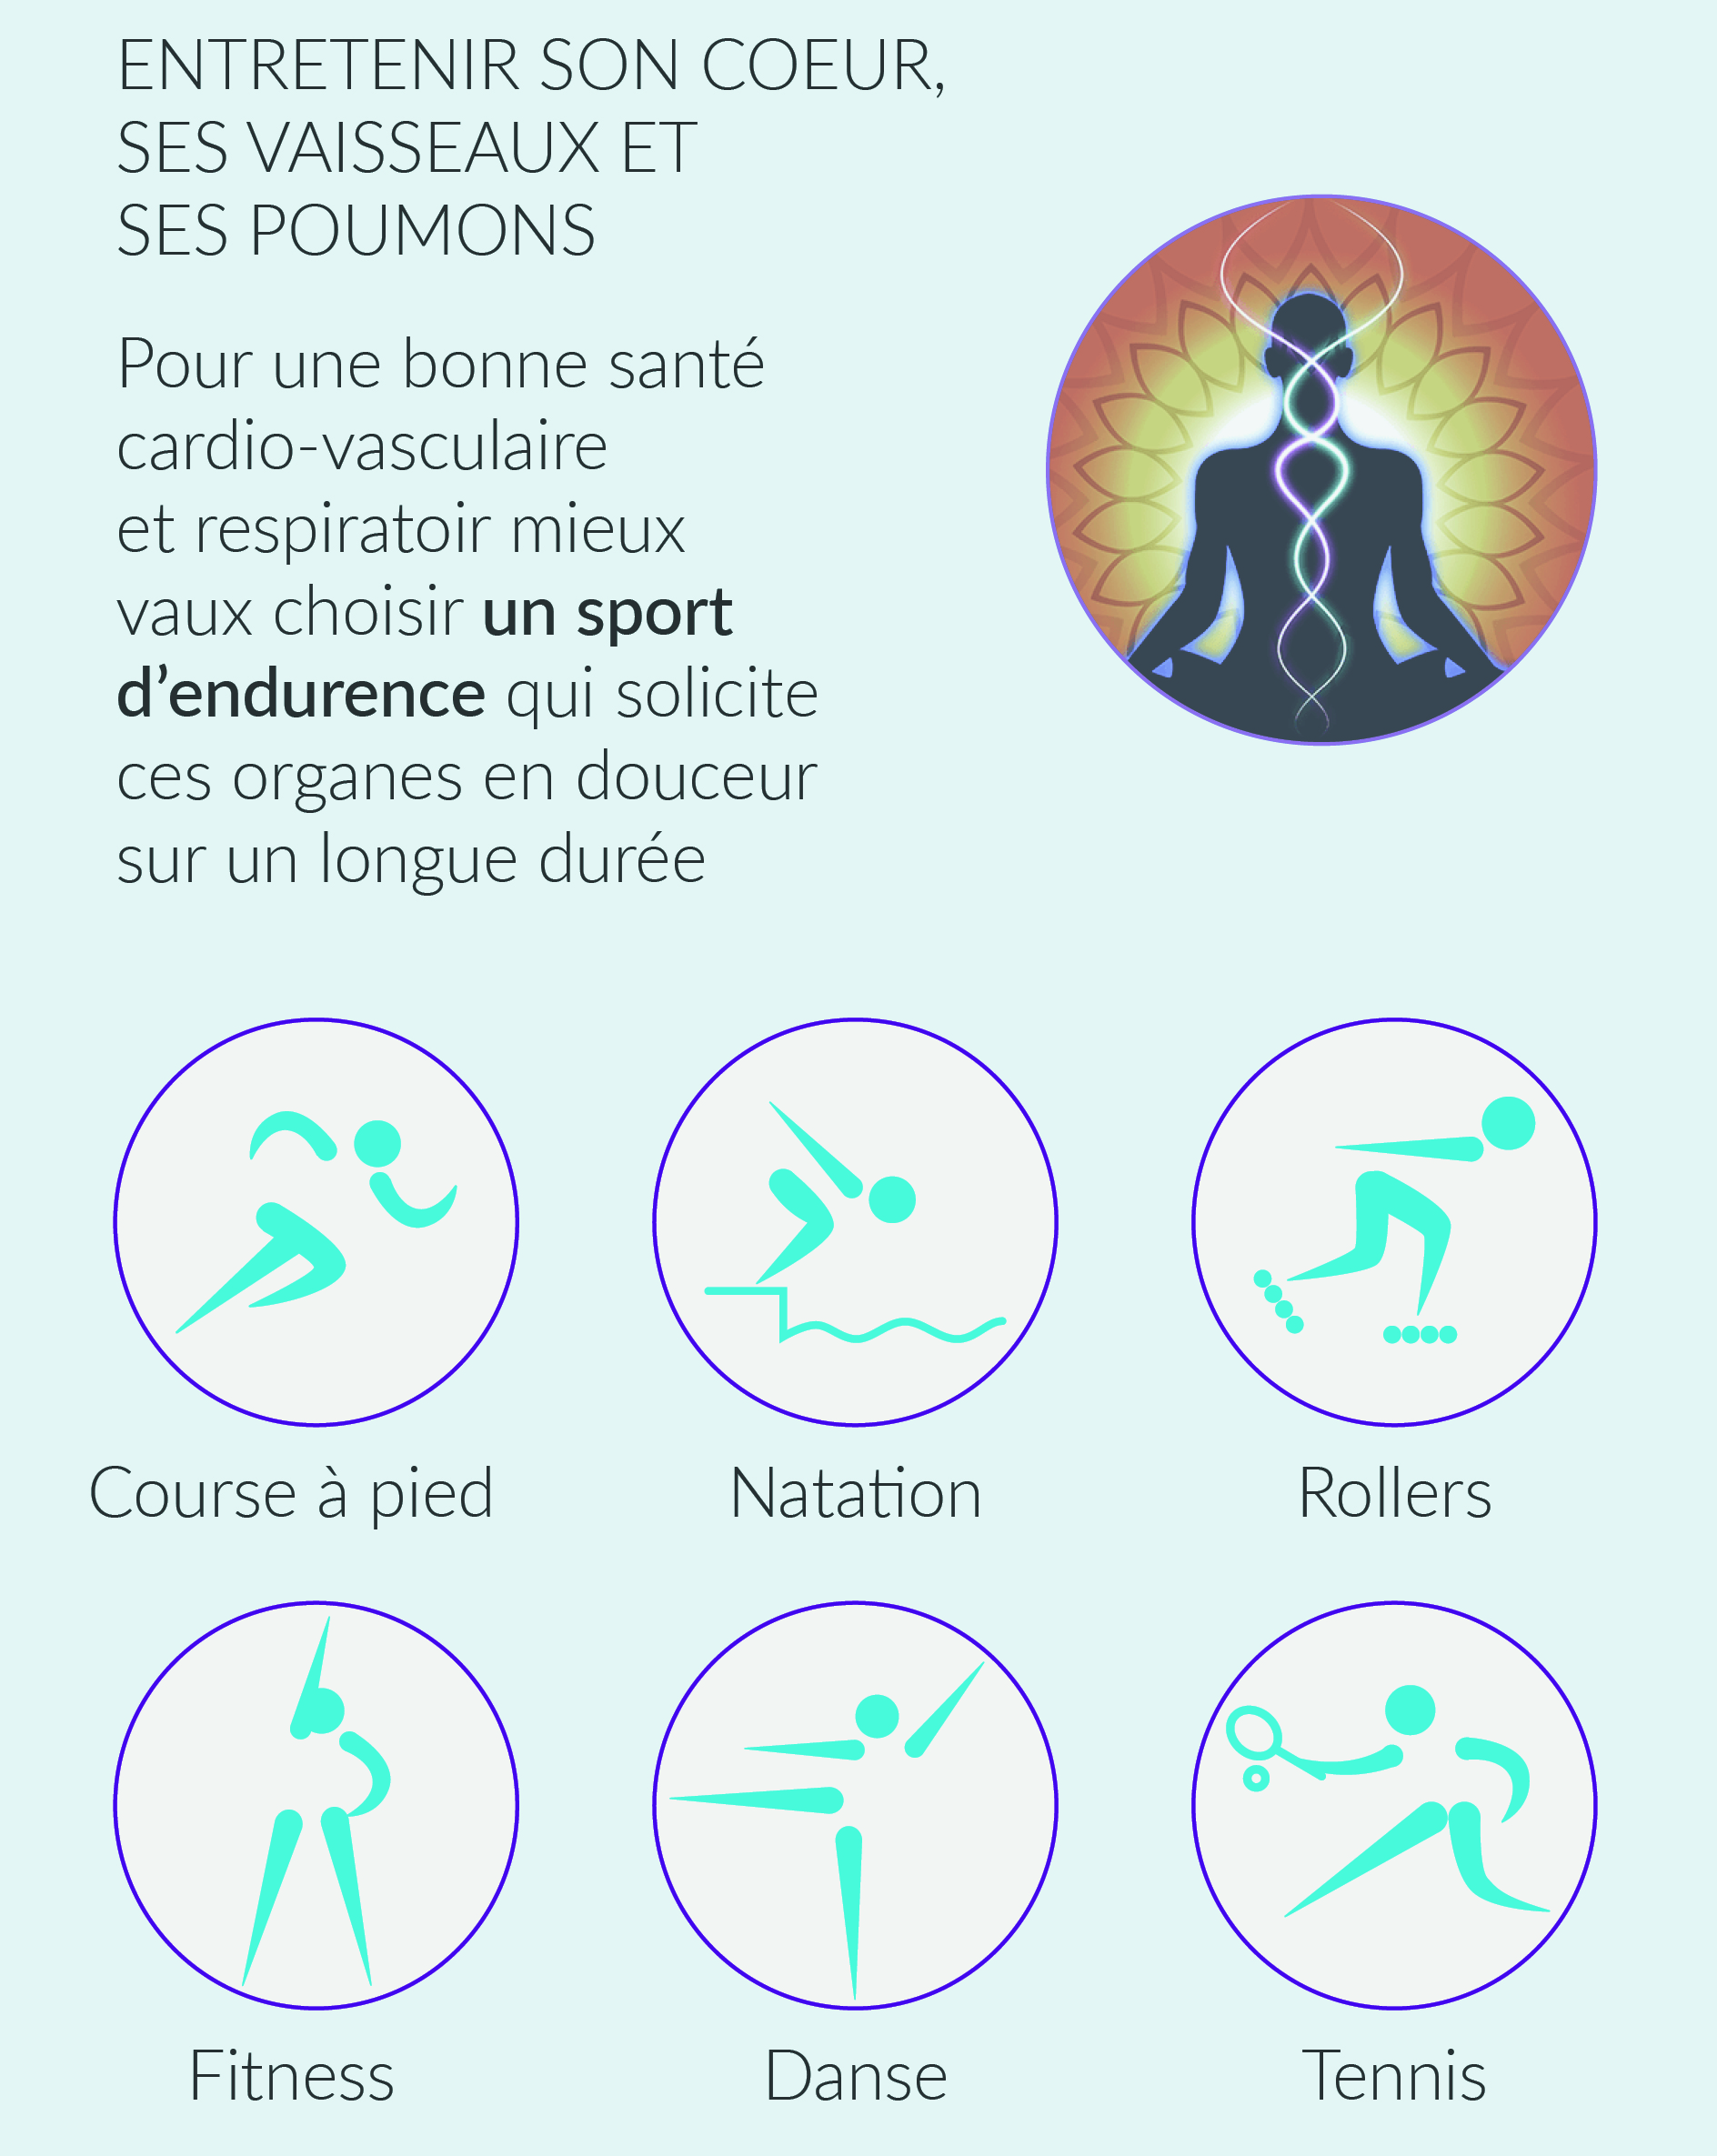 ENTRETENIR SON COEUR,
SES VAISSEAUX ET
SES POUMONS
Pour une bonne santé
cardio-vasculaire
et respiratoir mieux
vaux choisir un sport
d’endurence qui solicite
ces organes en douceur
sur un longue durée
Course à pied
Natation
Rollers
Fitness
Danse
Tennis